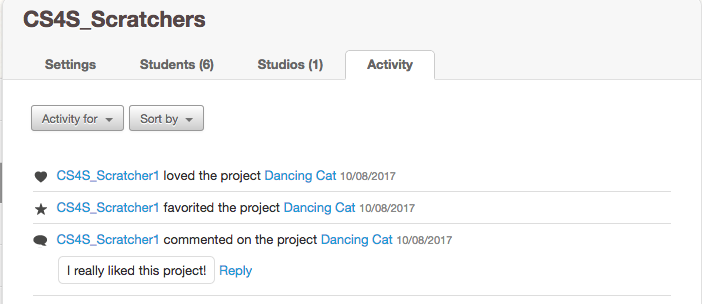 CS4S_Scratchers
Settings Students (6) Studios (1) Activity
Activity for Sort by
CS4S_Scratcher1 loved the project Dancing Cat 10/08/2017
CS4S_Scratcher1 favorited the project Dancing Cat 10/08/2017
CS4S_Scratcher1 commented on the project Dancing Cat 10/08/2017
I really liked this project! Reply